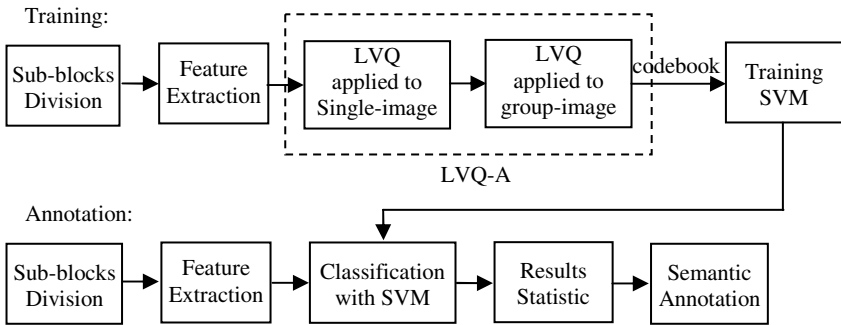 Training:
Sub-blocks
Division
Feature
Extraction
LVQ
applied to
Single-image
LVQ
applied to
group-image
codebook
Training
SVM
LVQ-A
Annotation:
Sub-blocks
Division
Feature
Extraction
Classification
with SVM
Results
Statistic
Semantic
Annotation